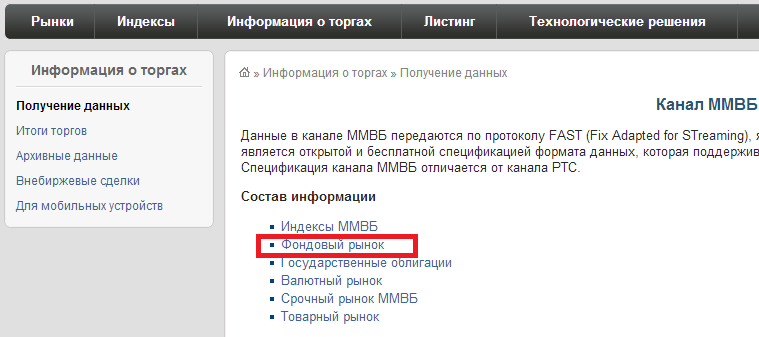 Рынки Индексы Информация о торгах Листинг Технологические решения
Информация о торгах
Получение данных
Итоги торгов
Архивные данные
Внебиржевые сделки
Для мобильных устройств
» Информация о торгах » Получение данных
Канал ММВБ
Данные в канале ММВБ передаются по протоколу FAST (Fix Adapted for STreaming), я
является открытой и бесплатной спецификацией формата данных, которая поддержив
Спецификация канала ММВБ отличается от канала РТС.
Состав информации
Индексы ММВБ
Фондовый рынок
Государственные облигации
Валютный рынок
Срочный рынок ММВБ
Товарный рынок